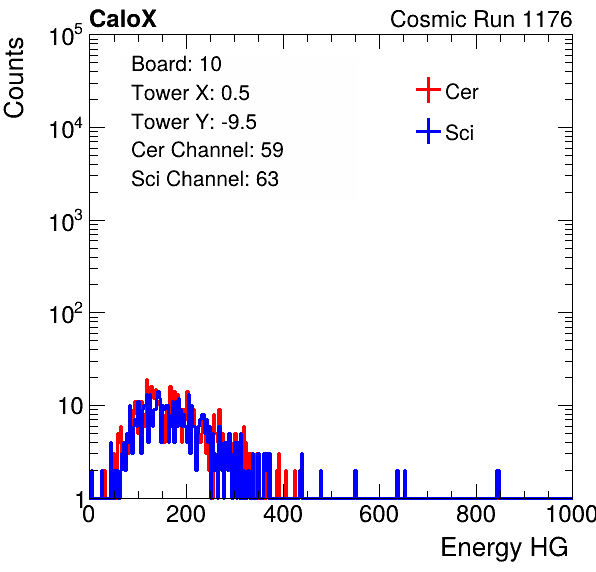 CaloX Cosmic Run 1176
Counts
10^5
10^4
10^3
10^2
10
1
Board: 10
Tower X: 0.5
Tower Y: -9.5
Cer Channel: 59
Sci Channel: 63
Cer
Sci
0 200 400 600 800 1000
Energy HG